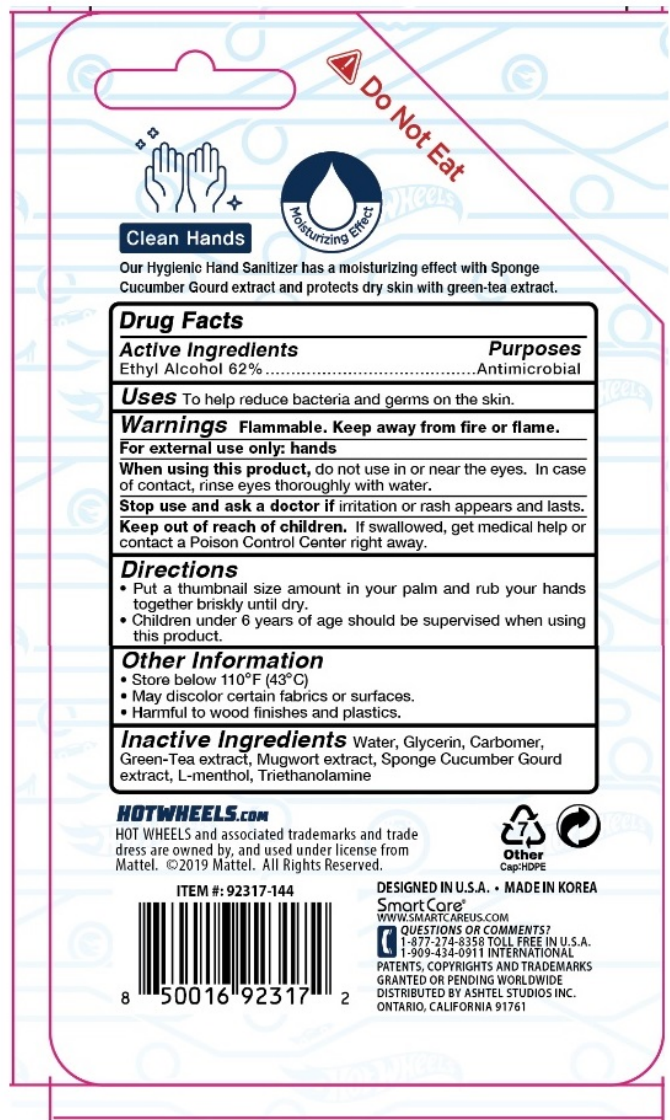 Do Not Eat
Clean Hands
Moisturizing Effect
Our Hygienic Hand Sanitizer has a moisturizing effect with Sponge
Cucumber Gourd extract and protects dry skin with green-tea extract.
Drug Facts
Active Ingredients Purposes
Ethyl Alcohol 62%.......................................Antimicrobial
Uses To help reduce bacteria and germs on the skin.
Warnings Flammable. Keep away from fire or flame.
For external use only: hands
When using this product, do not use in or near the eyes. In case
of contact, rinse eyes thoroughly with water.
Stop use and ask a doctor if irritation or rash appears and lasts.
Keep out of reach of children. If swallowed, get medical help or
contact a Poison Control Center right away.
Directions
• Put a thumbnail size amount in your palm and rub your hands
together briskly until dry.
• Children under 6 years of age should be supervised when using
this product.
Other Information
• Store below 110°F (43°C)
• May discolor certain fabrics or surfaces.
• Harmful to wood finishes and plastics.
Inactive Ingredients Water, Glycerin, Carbomer,
Green-Tea extract, Mugwort extract, Sponge Cucumber Gourd
extract, L-menthol, Triethanolamine
HOTWHEELS.COM
HOT WHEELS and associated trademarks and trade
dress are owned by, and used under license from
Mattel. ©2019 Mattel. All Rights Reserved.
7
Other
Cap:HDPE
ITEM #: 92317-144
8 50016 92317 2
DESIGNED IN U.S.A. • MADE IN KOREA
SmartCare®
WWW.SMARTCAREUS.COM
QUESTIONS OR COMMENTS?
1-877-274-8358 TOLL FREE IN U.S.A.
1-909-434-0911 INTERNATIONAL
PATENTS, COPYRIGHTS AND TRADEMARKS
GRANTED OR PENDING WORLDWIDE
DISTRIBUTED BY ASHTEL STUDIOS INC.
ONTARIO, CALIFORNIA 91761